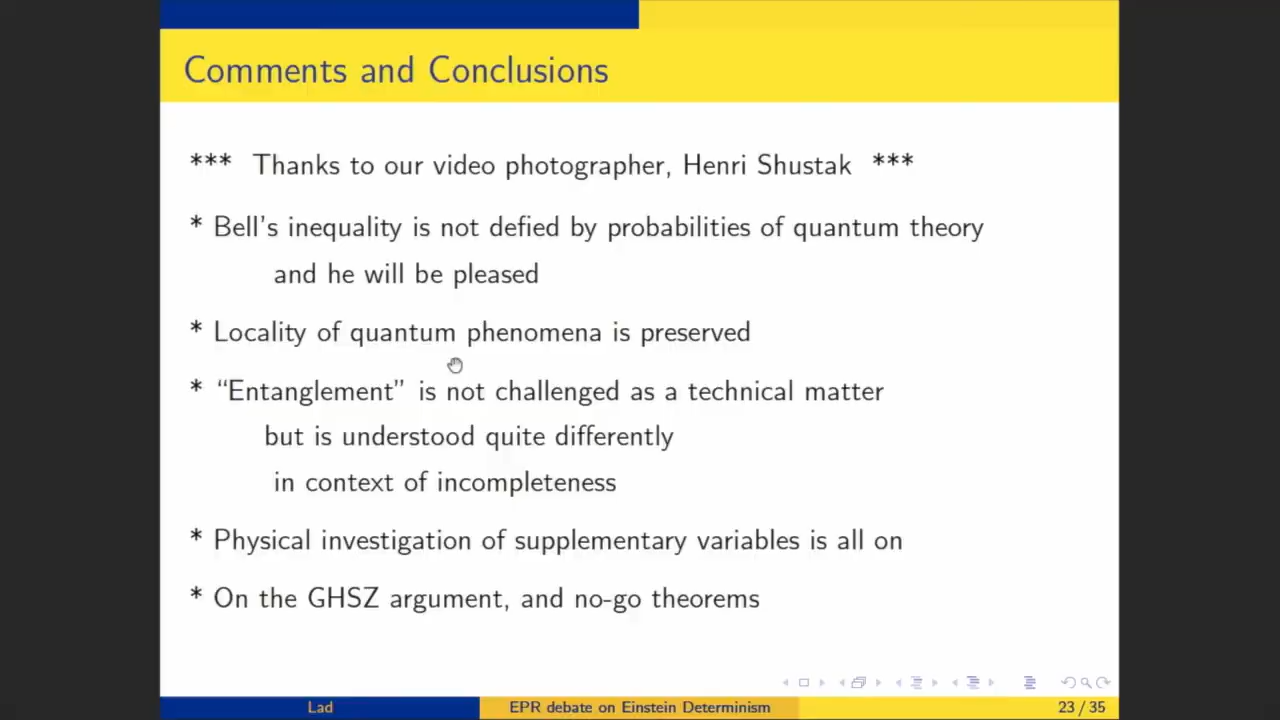 Comments and Conclusions
*** Thanks to our video photographer, Henri Shustak ***
* Bell's inequality is not defied by probabilities of quantum theory
and he will be pleased
* Locality of quantum phenomena is preserved
* “Entanglement” is not challenged as a technical matter
but is understood quite differently
in context of incompleteness
* Physical investigation of supplementary variables is all on
* On the GHSZ argument, and no-go theorems
Lad
EPR debate on Einstein Determinism
23 / 35